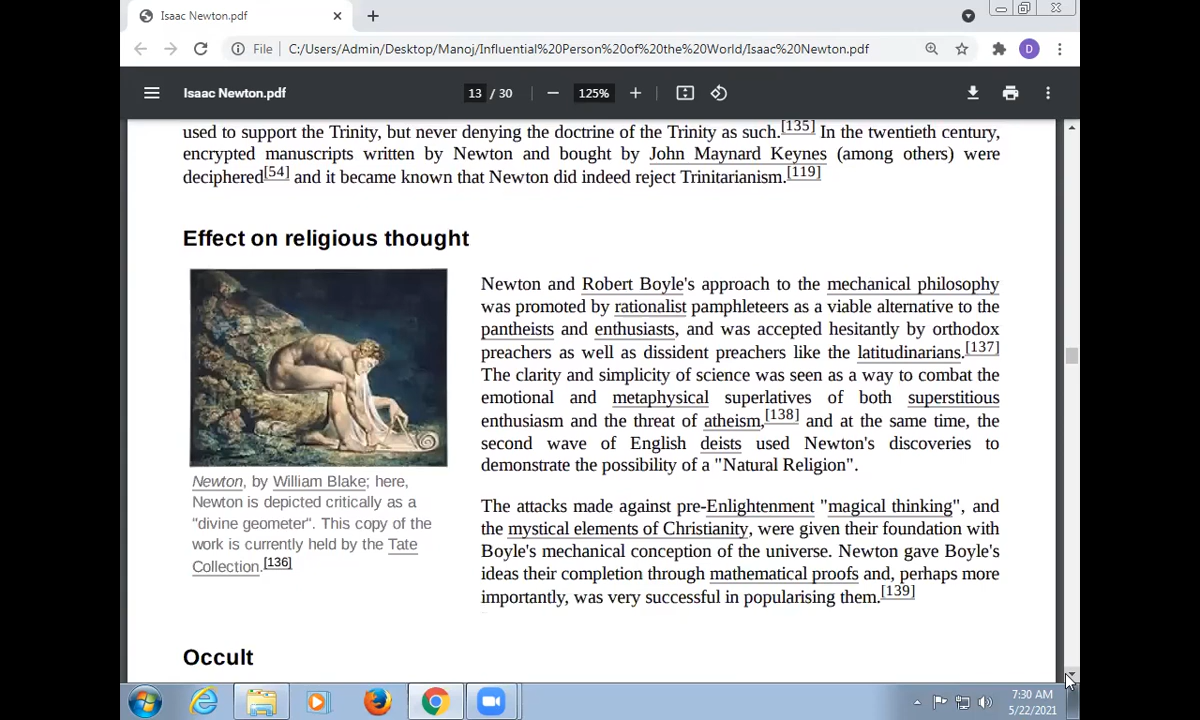 Isaac Newton.pdf
File
C:/Users/Admin/Desktop/Manoj/Influential%20Person%20of%20the%20World/Isaac%20Newton.pdf
D
Isaac Newton.pdf
13 / 30
125%
used to support the Trinity, but never denying the doctrine of the Trinity as such.[135] In the twentieth century,
encrypted manuscripts written by Newton and bought by John Maynard Keynes (among others) were
deciphered[54] and it became known that Newton did indeed reject Trinitarianism.[119]
Effect on religious thought
Newton, by William Blake; here,
Newton is depicted critically as a
"divine geometer". This copy of the
work is currently held by the Tate
Collection.[136]
Newton and Robert Boyle's approach to the mechanical philosophy
was promoted by rationalist pamphleteers as a viable alternative to the
pantheists and enthusiasts, and was accepted hesitantly by orthodox
preachers as well as dissident preachers like the latitudinarians.[137]
The clarity and simplicity of science was seen as a way to combat the
emotional and metaphysical superlatives of both superstitious
enthusiasm and the threat of atheism,[138] and at the same time, the
second wave of English deists used Newton's discoveries to
demonstrate the possibility of a "Natural Religion".
The attacks made against pre-Enlightenment "magical thinking", and
the mystical elements of Christianity, were given their foundation with
Boyle's mechanical conception of the universe. Newton gave Boyle's
ideas their completion through mathematical proofs and, perhaps more
importantly, was very successful in popularising them.[139]
Occult
7:30 AM
5/22/2021